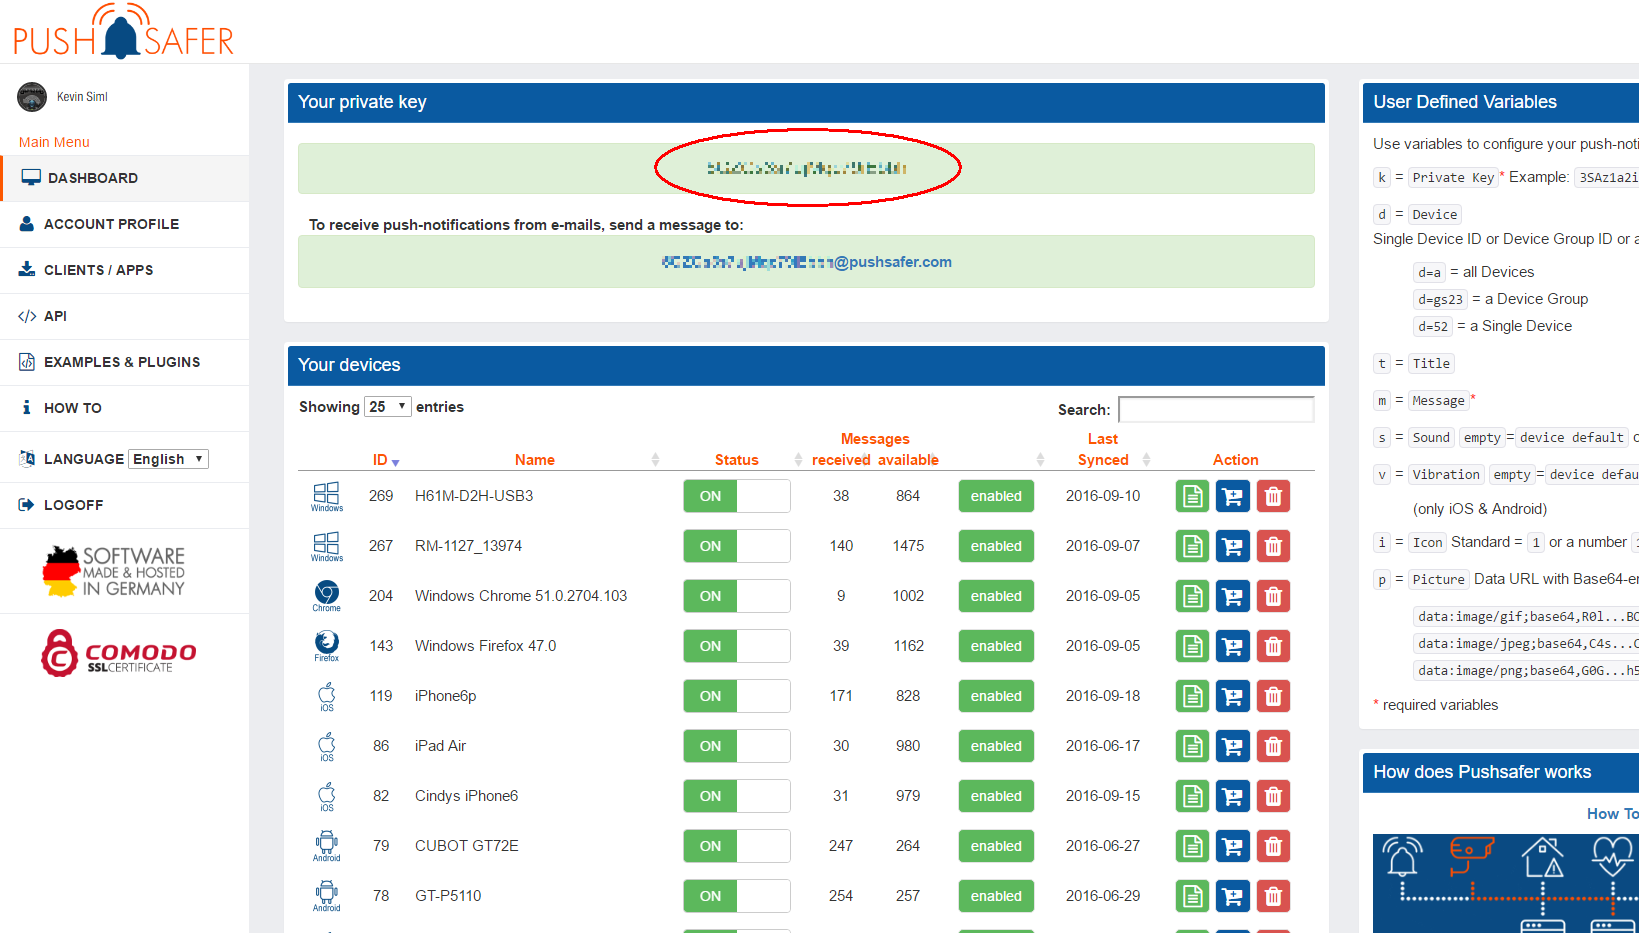 PUSH SAFER
Kevin Siml
Main Menu
DASHBOARD
ACCOUNT PROFILE
CLIENTS / APPS
API
EXAMPLES & PLUGINS
HOW TO
LANGUAGE English
LOGOFF
SOFTWARE
MADE & HOSTED
IN GERMANY
COMODO
SSL CERTIFICATE
Your private key
To receive push-notifications from e-mails, send a message to:
@pushsafer.com
Your devices
Showing 25 entries
Search:
Messages Last
ID Name Status received available Synced Action
Windows 269 H61M-D2H-USB3 ON 38 864 enabled 2016-09-10
Windows 267 RM-1127_13974 ON 140 1475 enabled 2016-09-07
Chrome 204 Windows Chrome 51.0.2704.103 ON 9 1002 enabled 2016-09-05
Firefox 143 Windows Firefox 47.0 ON 39 1162 enabled 2016-09-05
iOS 119 iPhone6p ON 171 828 enabled 2016-09-18
iOS 86 iPad Air ON 30 980 enabled 2016-06-17
iOS 82 Cindys iPhone6 ON 31 979 enabled 2016-09-15
Android 79 CUBOT GT72E ON 247 264 enabled 2016-06-27
Android 78 GT-P5110 ON 254 257 enabled 2016-06-29
User Defined Variables
Use variables to configure your push-noti
k = Private Key* Example: 3SAz1a2i
d = Device
Single Device ID or Device Group ID or a
d=a = all Devices
d=gs23 = a Device Group
d=52 = a Single Device
t = Title
m = Message*
s = Sound empty=device default o
v = Vibration empty=device defau
(only iOS & Android)
i = Icon Standard = 1 or a number 1
p = Picture Data URL with Base64-e
data:image/gif;base64,R0l...BC
data:image/jpeg;base64,C4s...C
data:image/png;base64,G0G...h5
* required variables
How does Pushsafer works
How To